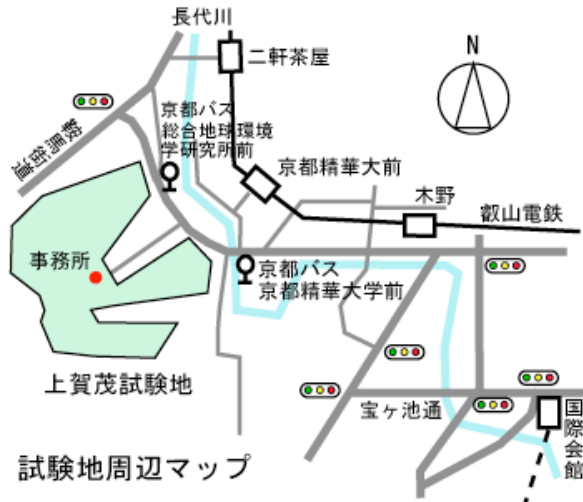 長代川
二軒茶屋
N
鞍馬街道
京都バス
総合地球環境
学研究所前
京都精華大前
木野
叡山電鉄
事務所
京都バス
京都精華大学前
上賀茂試験地
宝ヶ池通
国際会館
試験地周辺マップ